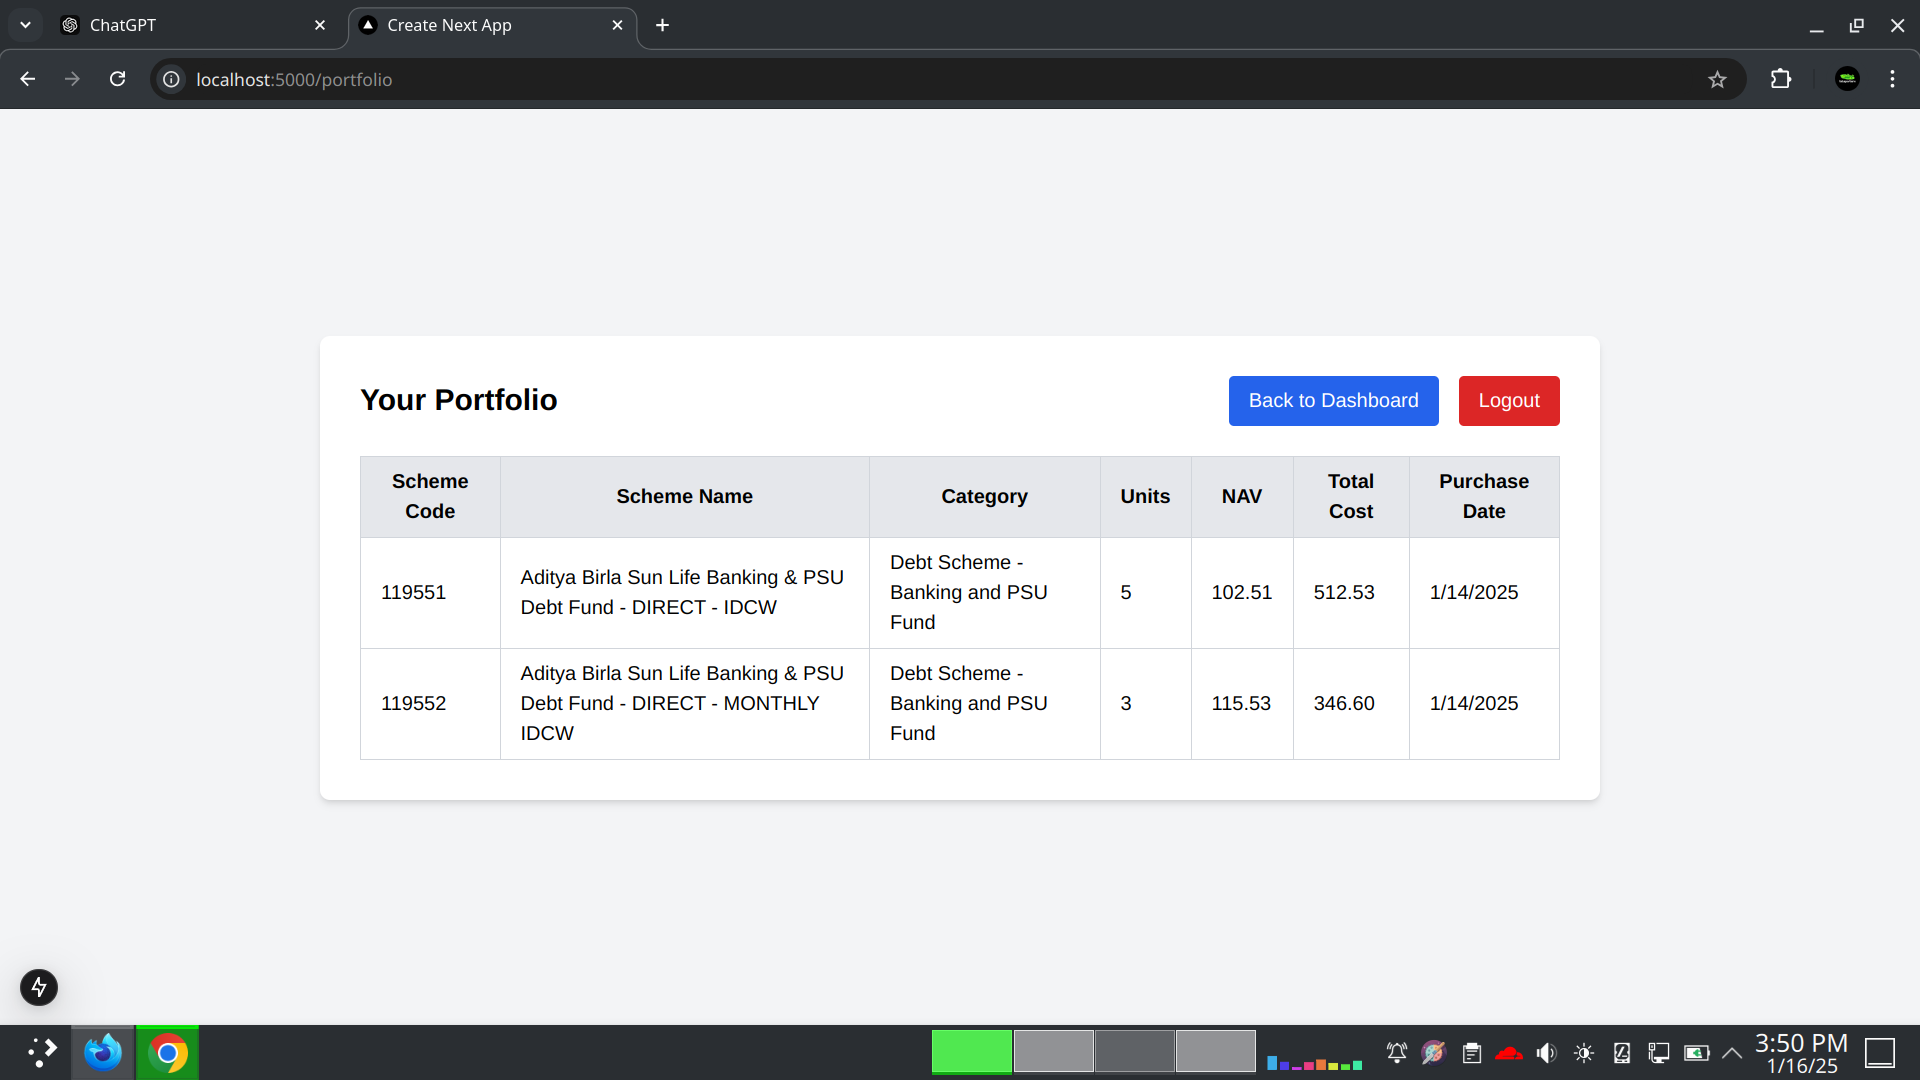 ChatGPT
Create Next App
localhost:5000/portfolio
Your Portfolio
Back to Dashboard
Logout
Scheme
Code
Scheme Name
Category
Units
NAV
Total
Cost
Purchase
Date
119551
Aditya Birla Sun Life Banking & PSU
Debt Fund - DIRECT - IDCW
Debt Scheme -
Banking and PSU
Fund
5
102.51
512.53
1/14/2025
119552
Aditya Birla Sun Life Banking & PSU
Debt Fund - DIRECT - MONTHLY
IDCW
Debt Scheme -
Banking and PSU
Fund
3
115.53
346.60
1/14/2025
3:50 PM
1/16/25